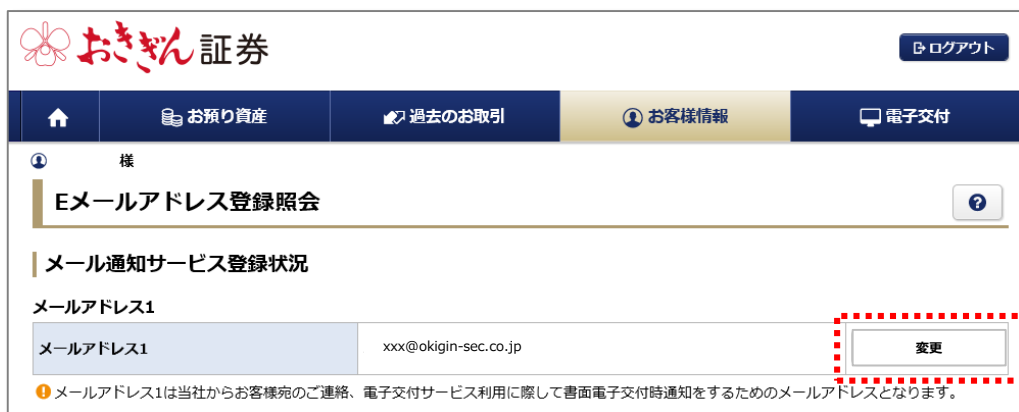 おきぎん証券
ログアウト
お預り資産
過去のお取引
お客様情報
電子交付
様
Eメールアドレス登録照会
メール通知サービス登録状況
メールアドレス1
メールアドレス1
xxx@okigin-sec.co.jp
変更
メールアドレス1は当社からお客様宛のご連絡、電子交付サービス利用に際して書面電子交付時通知をするためのメールアドレスとなります。